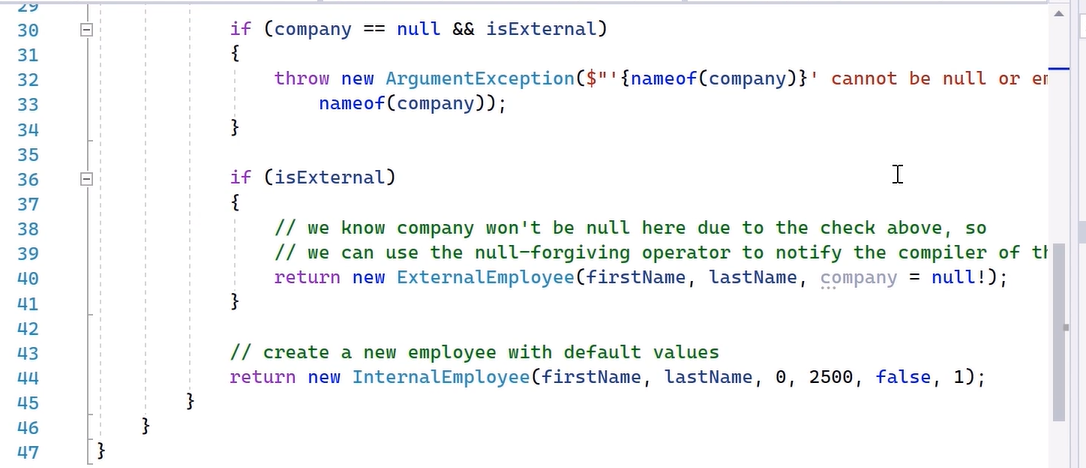 29
30 if (company == null && isExternal)
31 {
32 throw new ArgumentException($"'{nameof(company)}' cannot be null or
33 nameof(company));
34 }
35
36 if (isExternal)
37 {
38 // we know company won't be null here due to the check above, so
39 // we can use the null-forgiving operator to notify the compiler of
40 return new ExternalEmployee(firstName, lastName, company = null!);
41 }
42
43 // create a new employee with default values
44 return new InternalEmployee(firstName, lastName, 0, 2500, false, 1);
45 }
46 }
47 }